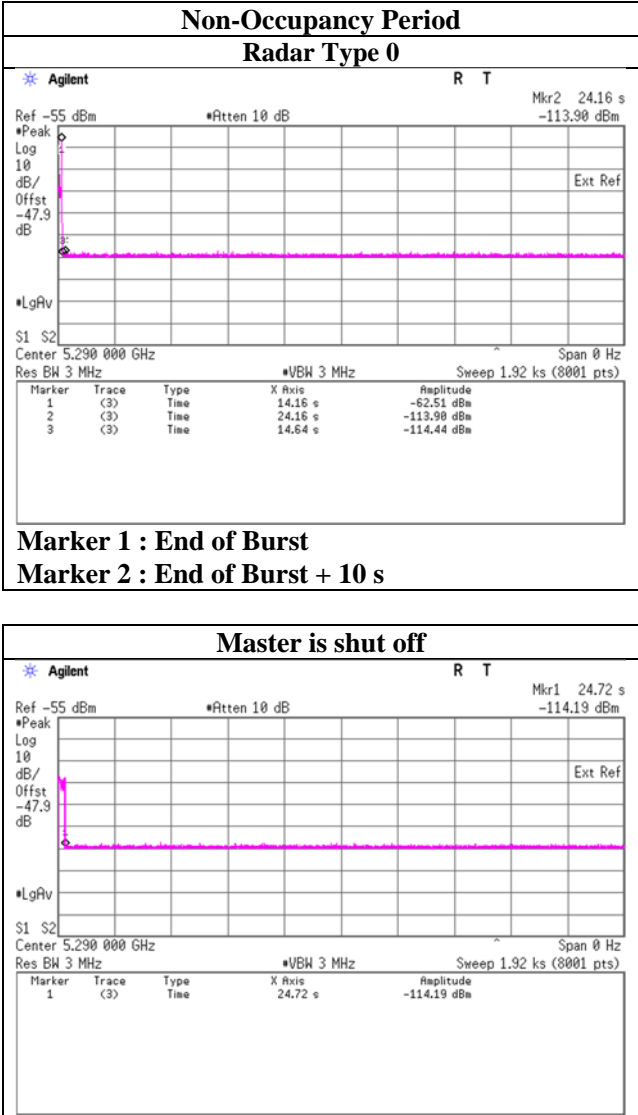 Non-Occupancy Period
Radar Type 0
Agilent R T
Mkr2 24.16 s
Ref -55 dBm *Atten 10 dB -113.90 dBm
*Peak
Log
10
dB/
Offst
-47.9
dB
Ext Ref
1
3
*LgAv
S1 S2
Center 5.290 000 GHz Span 0 Hz
Res BW 3 MHz *VBW 3 MHz Sweep 1.92 ks (8001 pts)
Marker Trace Type X Axis Amplitude
1 (3) Time 14.16 s -62.51 dBm
2 (3) Time 24.16 s -113.90 dBm
3 (3) Time 14.64 s -114.44 dBm
Marker 1 : End of Burst
Marker 2 : End of Burst + 10 s
Master is shut off
Agilent R T
Mkr1 24.72 s
Ref -55 dBm *Atten 10 dB -114.19 dBm
*Peak
Log
10
dB/
Offst
-47.9
dB
Ext Ref
1
*LgAv
S1 S2
Center 5.290 000 GHz Span 0 Hz
Res BW 3 MHz *VBW 3 MHz Sweep 1.92 ks (8001 pts)
Marker Trace Type X Axis Amplitude
1 (3) Time 24.72 s -114.19 dBm